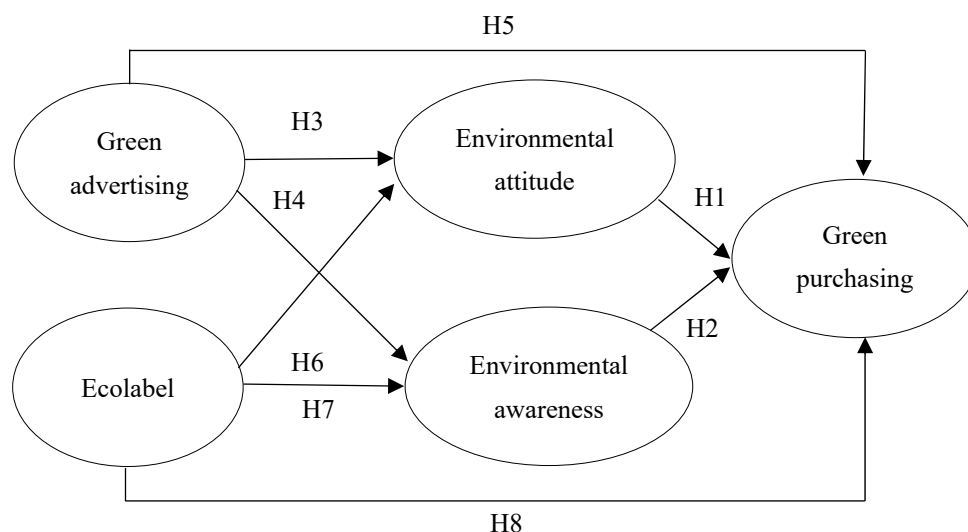 H5
Green
advertising
H3
Environmental
attitude
H4
H1
Green
purchasing
H2
Ecolabel
H6
H7
Environmental
awareness
H8